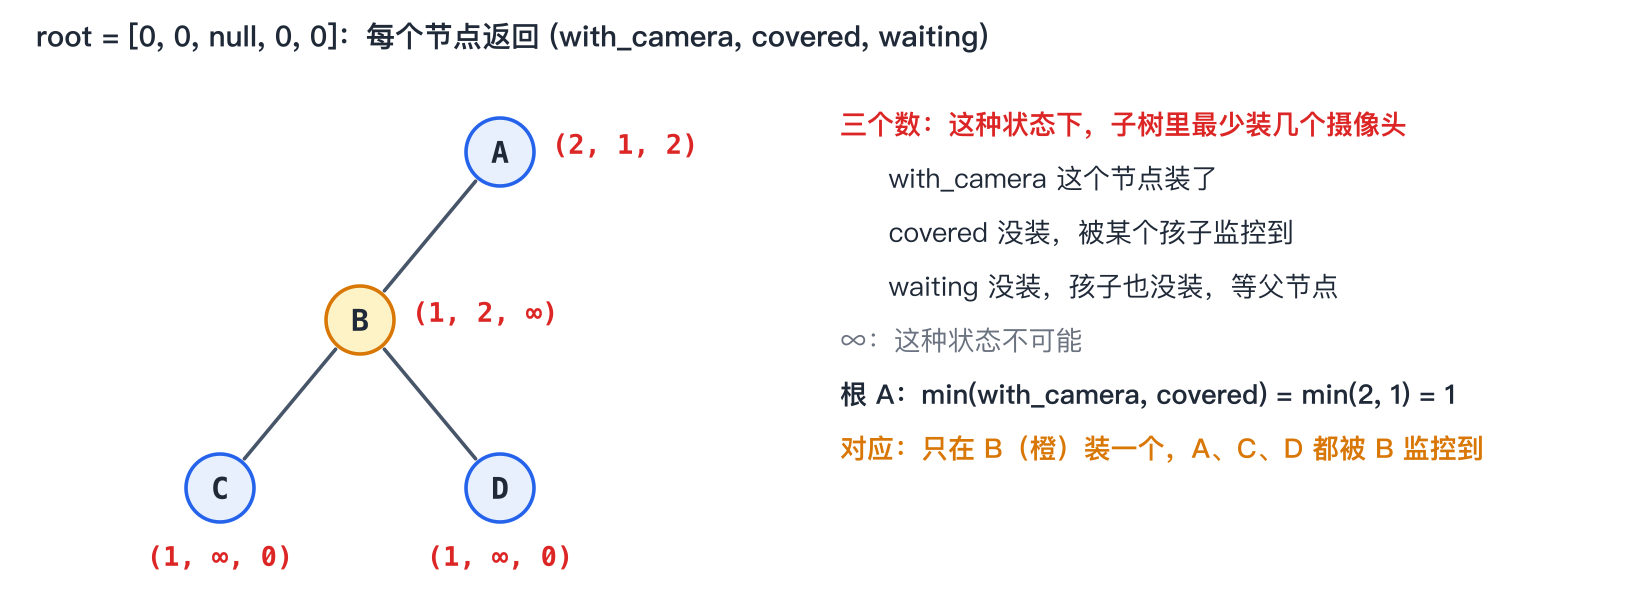 root = [0, 0, null, 0, 0]：每个节点返回 (with_camera, covered, waiting)
A
(2, 1, 2)
B
(1, 2, ∞)
C
D
(1, ∞, 0)
(1, ∞, 0)
三个数：这种状态下，子树里最少装几个摄像头
with_camera 这个节点装了
covered 没装，被某个孩子监控到
waiting 没装，孩子也没装，等父节点
∞：这种状态不可能
根 A：min(with_camera, covered) = min(2, 1) = 1
对应：只在 B（橙）装一个，A、C、D 都被 B 监控到